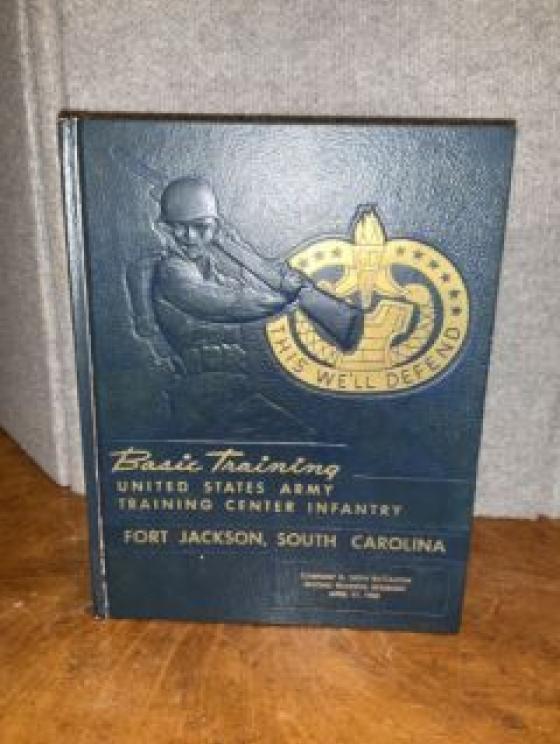 THIS WE'LL DEFEND
Basic Training
UNITED STATES ARMY
TRAINING CENTER INFANTRY
FORT JACKSON, SOUTH CAROLINA